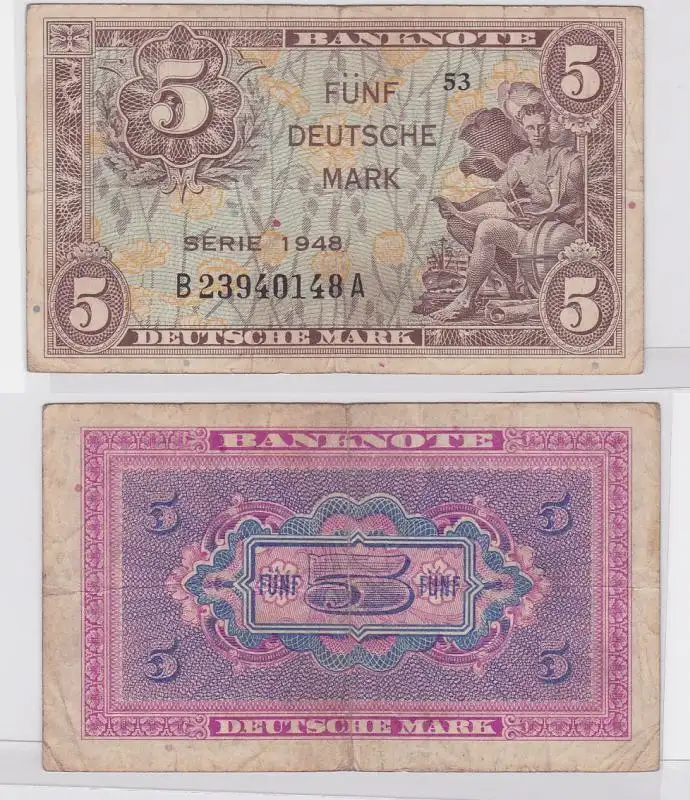 BANKNOTE
5 FÜNF 53 5
DEUTSCHE
MARK
SERIE 1948
B23940148A
5 5
DEUTSCHE MARK
BANKNOTE
5 5
FÜNF 5 FÜNF
5 5
DEUTSCHE MARK